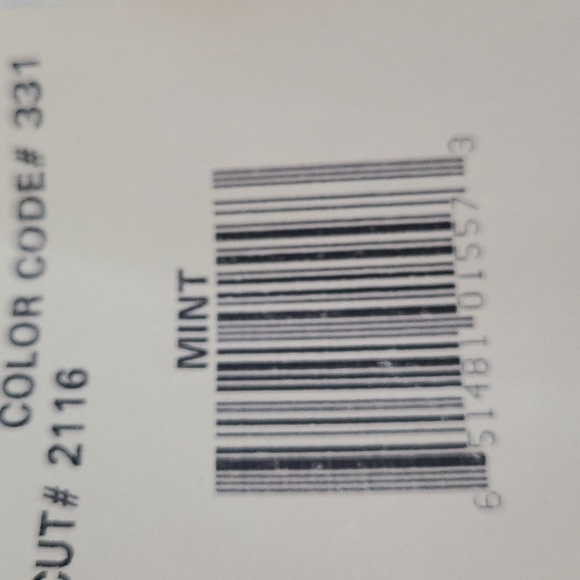 COLOR CODE# 331
CUT# 2116
MINT
6 51481 01557 3